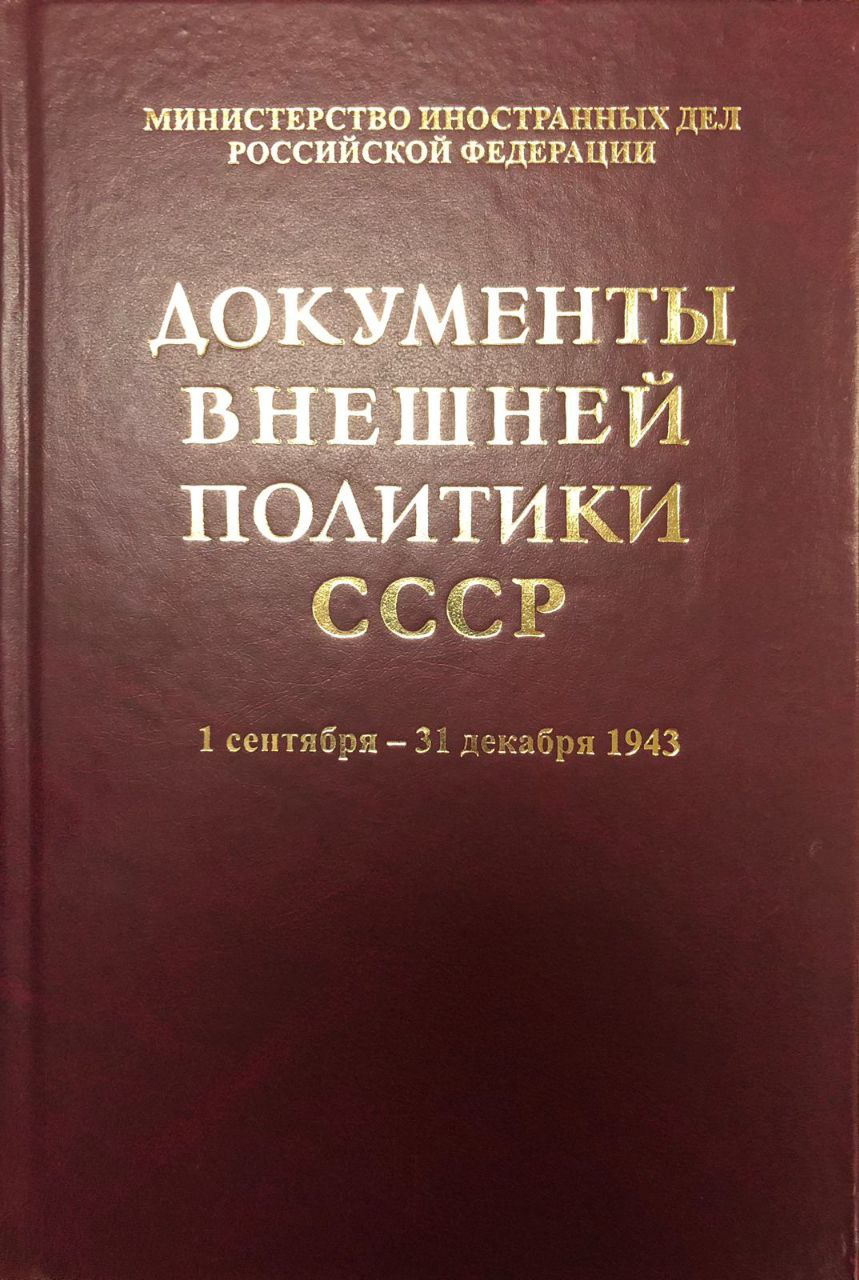 МИНИСТЕРСТВО ИНОСТРАННЫХ ДЕЛ
РОССИЙСКОЙ ФЕДЕРАЦИИ
ДОКУМЕНТЫ
ВНЕШНЕЙ
ПОЛИТИКИ
СССР
1 сентября – 31 декабря 1943